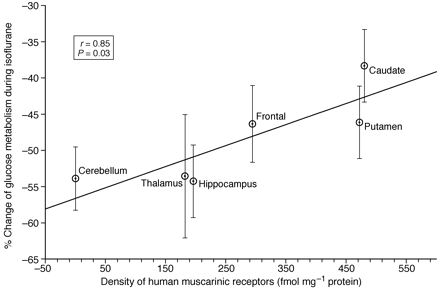 −30
−35
−40
−45
−50
−55
−60
−65
% Change of glucose metabolism during isoflurane
r = 0.85
P = 0.03
Caudate
Frontal
Putamen
Cerebellum
Thalamus
Hippocampus
−50 50 150 250 350 450 550
Density of human muscarinic receptors (fmol mg⁻¹ protein)